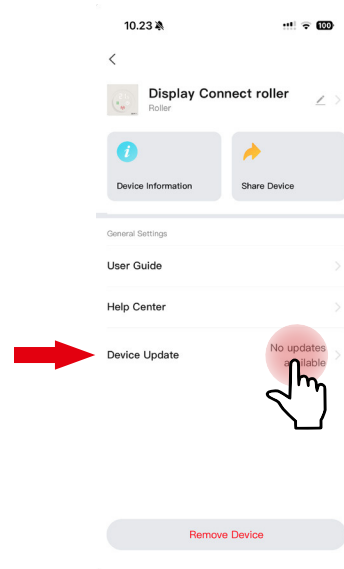 10.23
100
Display Connect roller
Roller
Device Information
Share Device
General Settings
User Guide
Help Center
Device Update
No updates
available
Remove Device